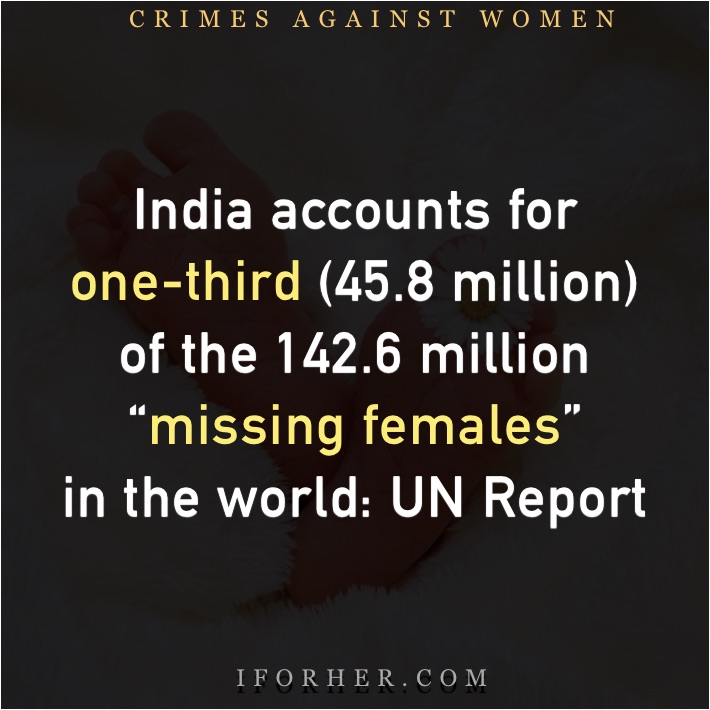 CRIMES AGAINST WOMEN
India accounts for
one-third (45.8 million)
of the 142.6 million
“missing females”
in the world: UN Report
IFORHER.COM